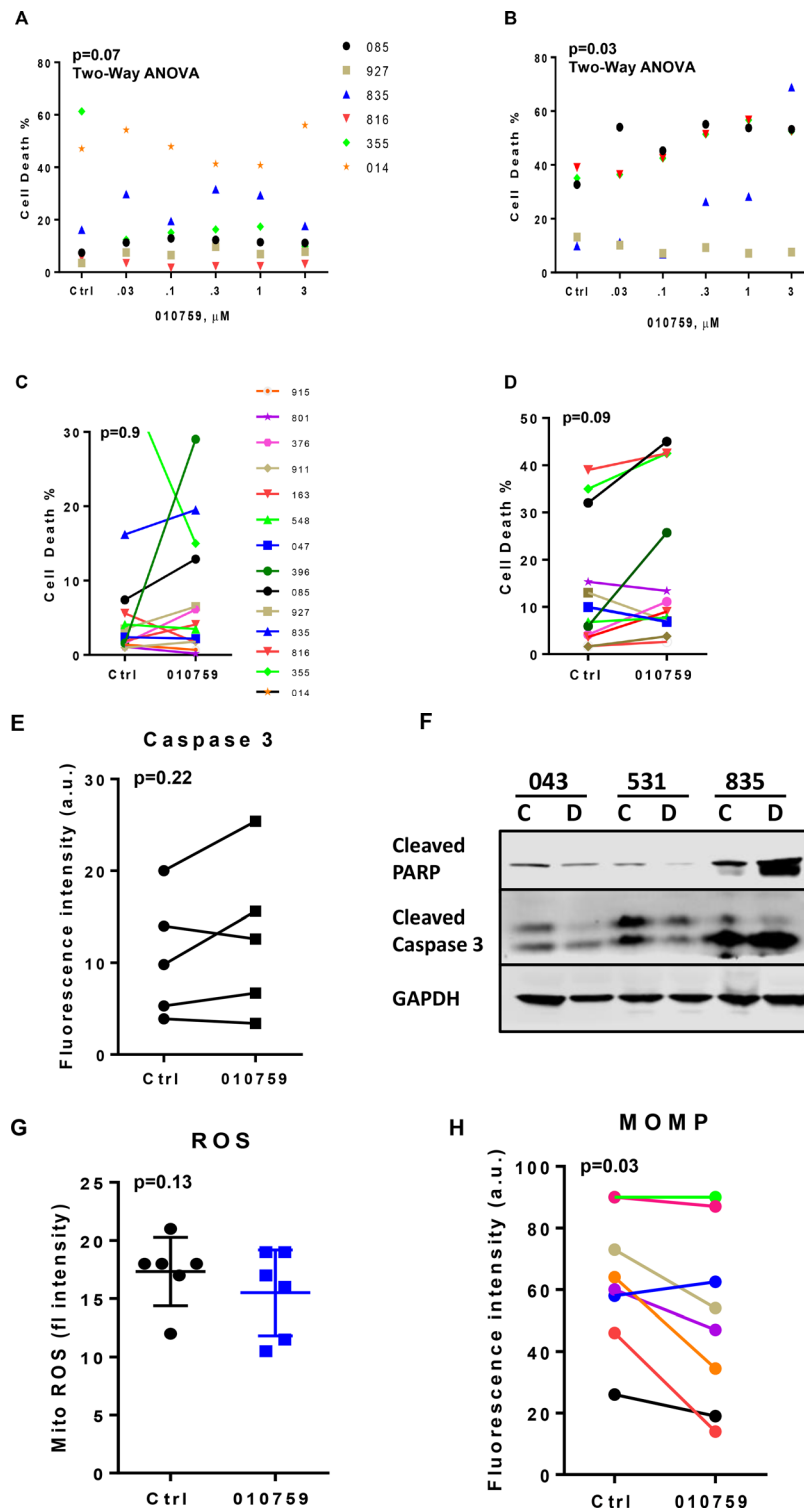 A
p=0.07
Two-Way ANOVA
Cell Death %
80
60
40
20
0
Ctrl .03 .1 .3 1 3
010759, μM
085
927
835
816
355
014
B
p=0.03
Two-Way ANOVA
Cell Death %
80
60
40
20
0
Ctrl .03 .1 .3 1 3
010759, μM
C
p=0.9
Cell Death %
30
20
10
0
Ctrl 010759
915
801
376
911
163
548
047
396
085
927
835
816
355
014
D
p=0.09
Cell Death %
50
40
30
20
10
0
Ctrl 010759
E
Caspase 3
p=0.22
Fluorescence intensity (a.u.)
30
20
10
0
Ctrl 010759
F
043 531 835
C D C D C D
Cleaved
PARP
Cleaved
Caspase 3
GAPDH
G
ROS
p=0.13
Mito ROS (fl intensity)
25
20
15
10
5
0
Ctrl 010759
H
MOMP
p=0.03
Fluorescence intensity (a.u.)
100
80
60
40
20
0
Ctrl 010759